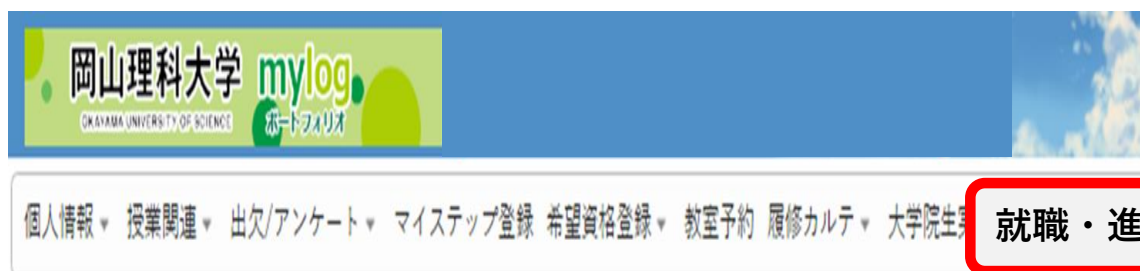 岡山理科大学 mylog
OKAYAMA UNIVERSITY OF SCIENCE ポートフォリオ
個人情報 授業関連 出欠/アンケート マイステップ登録 希望資格登録 教室予約 履修カルテ 大学院生 就職・進